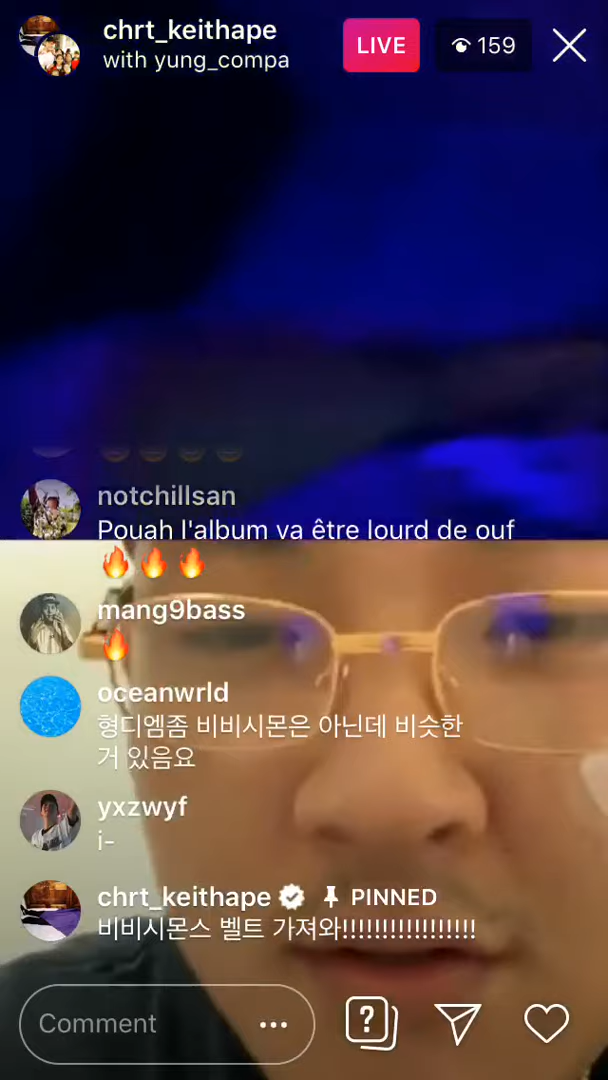 chrt_keithape
with yung_compa
LIVE
159
notchillsan
Pouah l'album va être lourd de ouf
🔥 🔥 🔥
mang9bass
🔥
oceanwrld
형디엠좀 비비시몬은 아닌데 비슷한
거 있음요
yxzwyf
i-
chrt_keithape PINNED
비비시몬스 벨트 가져와!!!!!!!!!!!!!!!!!
Comment
?